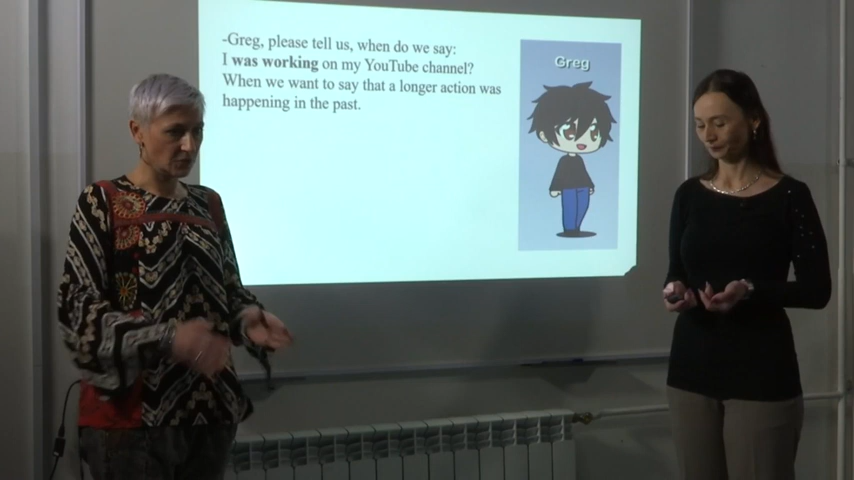 -Greg, please tell us, when do we say:
I was working on my YouTube channel?
When we want to say that a longer action was
happening in the past.
Greg